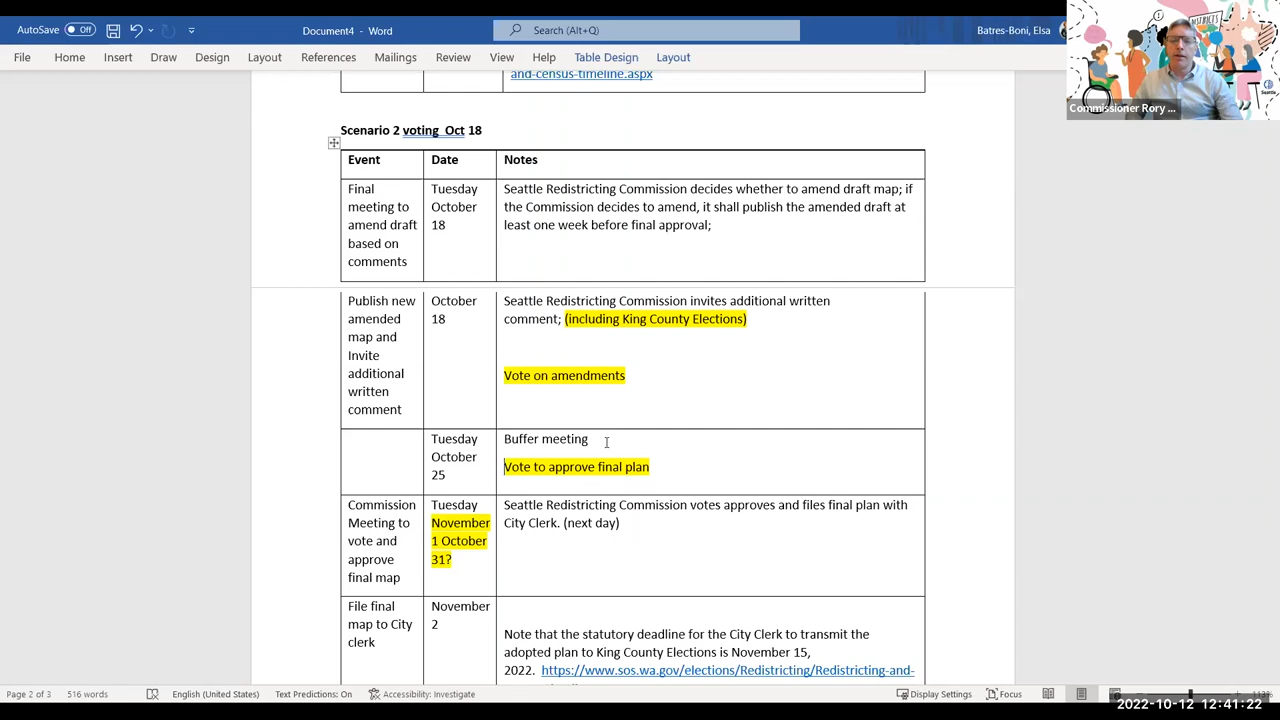 AutoSave Off
Document4 - Word
Search (Alt+Q)
Batres-Boni, Elsa
File Home Insert Draw Design Layout References Mailings Review View Help Table Design Layout
DISTRICTS
Seattle
Commissioner Rory ...
and-census-timeline.aspx
Scenario 2 voting Oct 18
Event Date Notes
Final
meeting to
amend draft
based on
comments
Tuesday
October
18
Seattle Redistricting Commission decides whether to amend draft map; if
the Commission decides to amend, it shall publish the amended draft at
least one week before final approval;
Publish new
amended
map and
Invite
additional
written
comment
October
18
Seattle Redistricting Commission invites additional written
comment; (including King County Elections)
Vote on amendments
Tuesday
October
25
Buffer meeting
Vote to approve final plan
Commission
Meeting to
vote and
approve
final map
Tuesday
November
1 October
31?
Seattle Redistricting Commission votes approves and files final plan with
City Clerk. (next day)
File final
map to City
clerk
November
2
Note that the statutory deadline for the City Clerk to transmit the
adopted plan to King County Elections is November 15,
2022. https://www.sos.wa.gov/elections/Redistricting/Redistricting-and-
Page 2 of 3 516 words English (United States) Text Predictions: On Accessibility: Investigate Display Settings Focus
2022-10-12 12:41:22